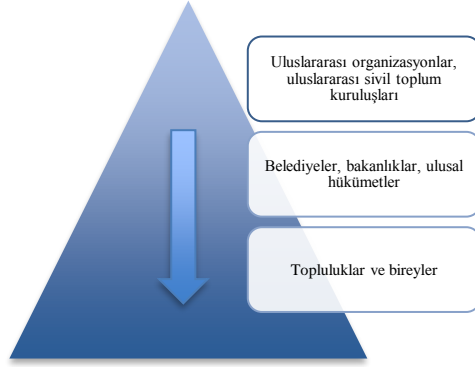 Uluslararası organizasyonlar,
uluslararası sivil toplum
kuruluşları
Belediyeler, bakanlıklar, ulusal
hükümetler
Topluluklar ve bireyler